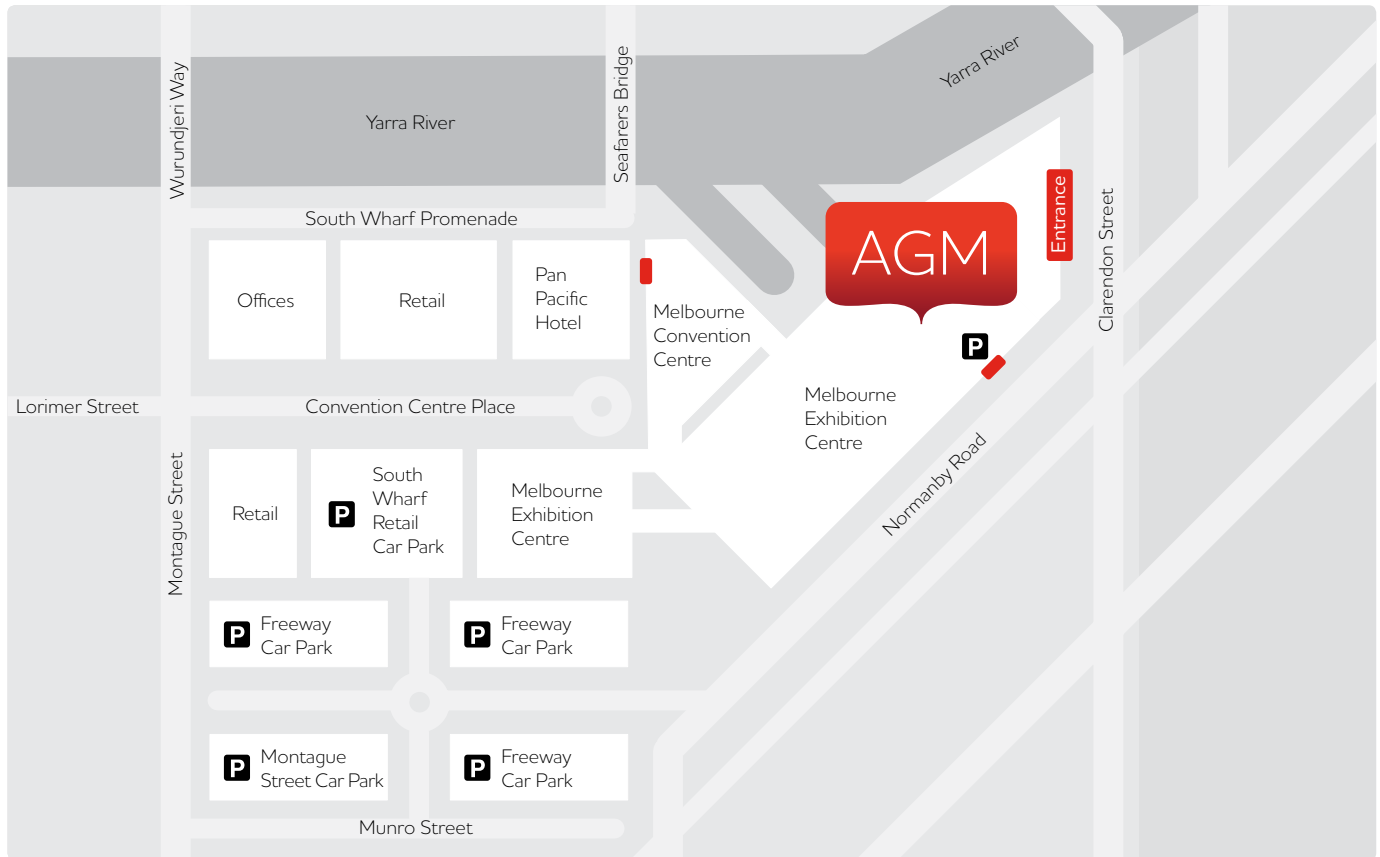 Yarra River
Wurundjeri Way
Yarra River
Seafarers Bridge
South Wharf Promenade
Entrance
Clarendon Street
AGM
Offices
Retail
Pan
Pacific
Hotel
Melbourne
Convention
Centre
P
Melbourne
Exhibition
Centre
Lorimer Street
Convention Centre Place
Normanby Road
Montague Street
Retail
P
South
Wharf
Retail
Car Park
Melbourne
Exhibition
Centre
P
Freeway
Car Park
P
Freeway
Car Park
P
Montague
Street Car Park
P
Freeway
Car Park
Munro Street